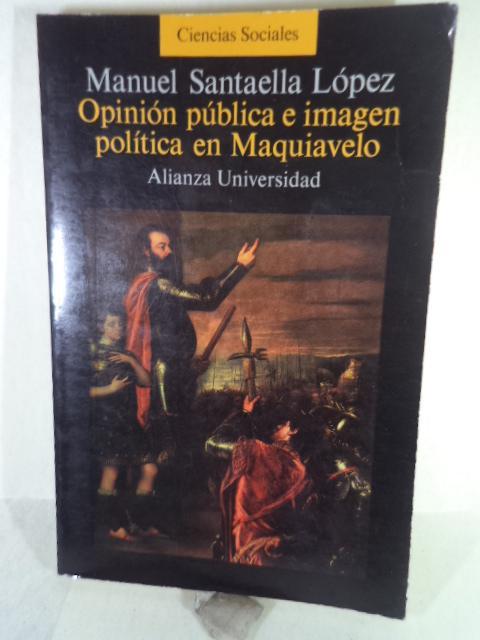 Ciencias Sociales
Manuel Santaella López
Opinión pública e imagen
política en Maquiavelo
Alianza Universidad